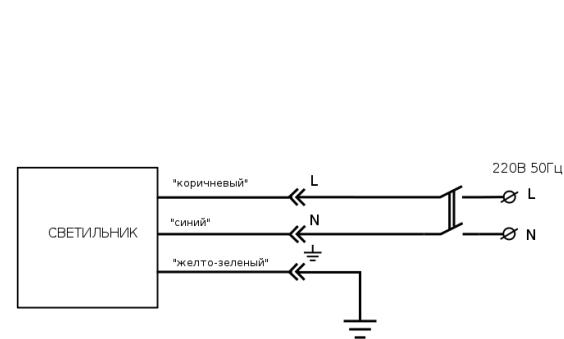 220В 50Гц
"коричневый" L L
"синий" N N
СВЕТИЛЬНИК
"желто-зеленый"